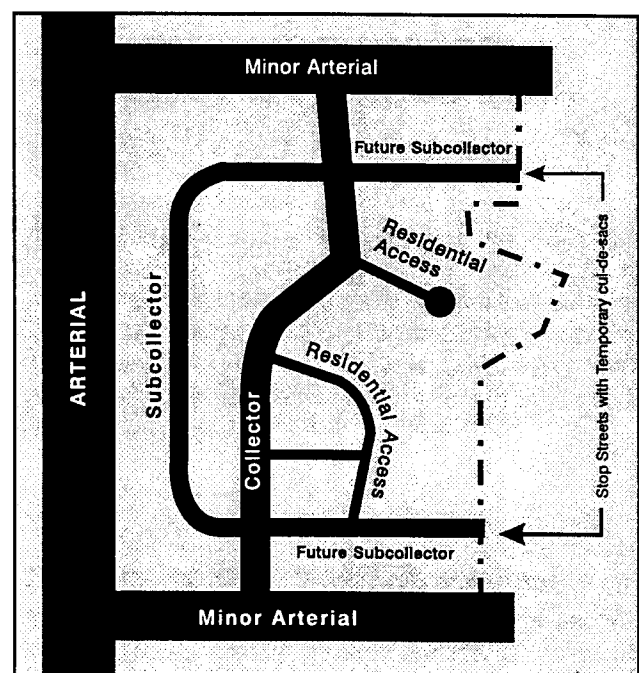 Minor Arterial
Future Subcollector
Residential
Access
ARTERIAL
Subcollector
Collector
Residential Access
Stop Streets with Temporary cul-de-sacs
Future Subcollector
Minor Arterial